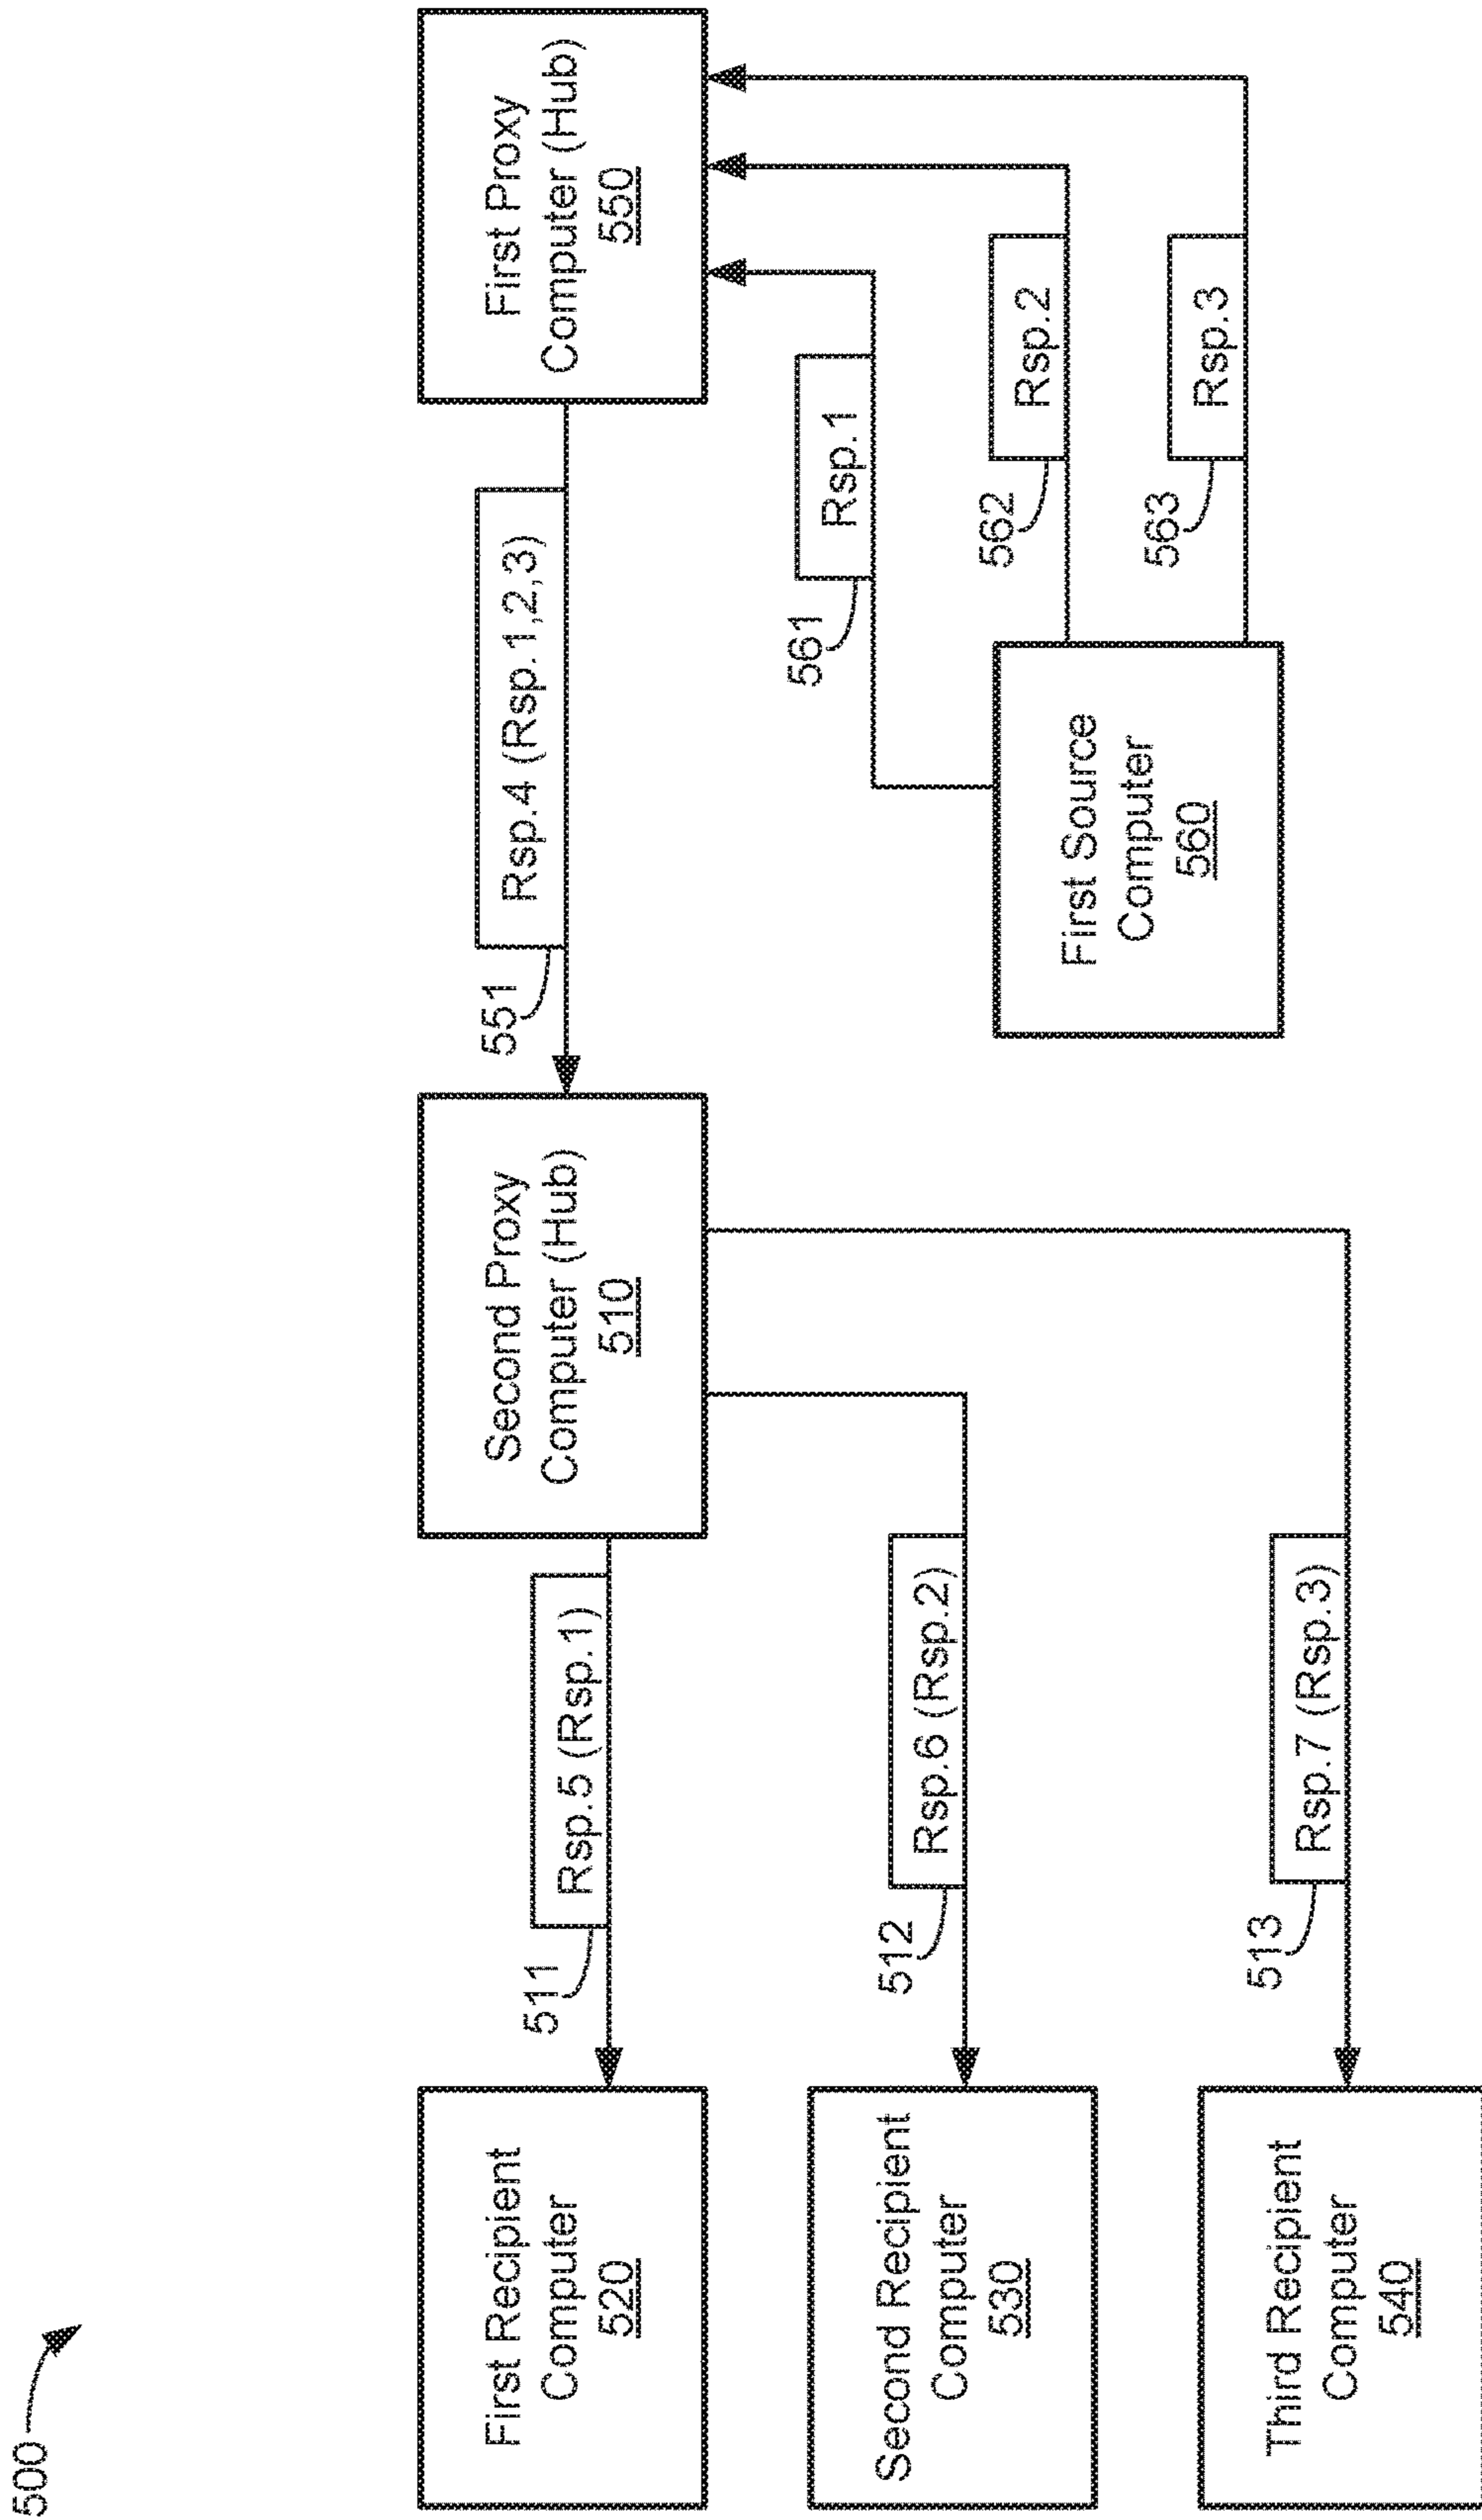 500
First Recipient
Computer
520
Second Recipient
Computer
530
Third Recipient
Computer
540
511
Rsp.5 (Rsp.1)
512
Rsp.6 (Rsp.2)
513
Rsp.7 (Rsp.3)
Second Proxy
Computer (Hub)
510
551
Rsp.4 (Rsp.1,2,3)
First Source
Computer
560
561
Rsp.1
562
Rsp.2
563
Rsp.3
First Proxy
Computer (Hub)
550